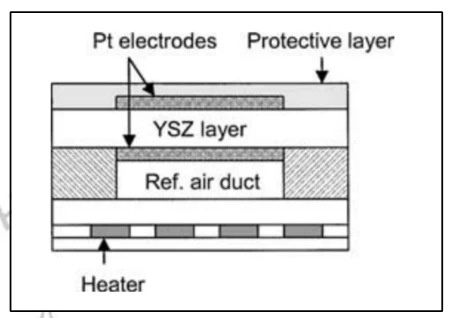 Pt electrodes
Protective layer
YSZ layer
Ref. air duct
Heater